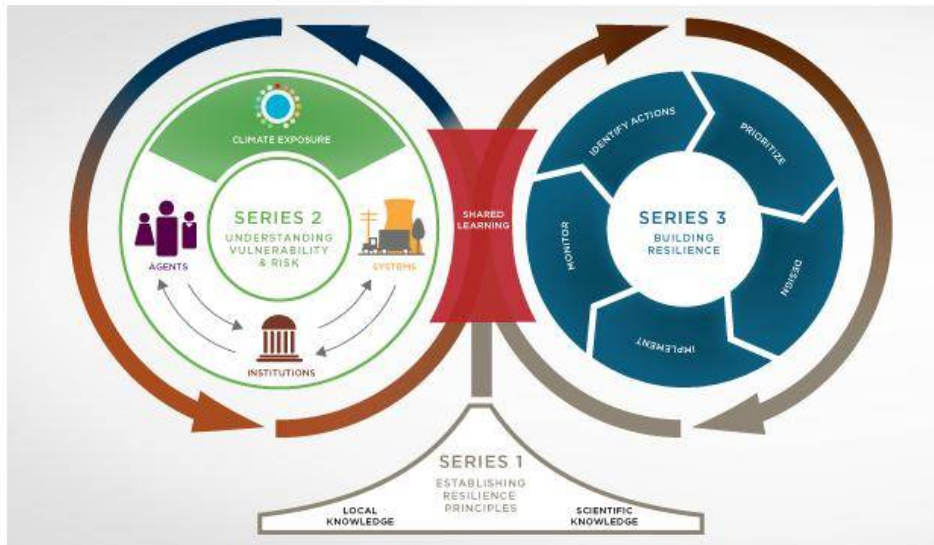 CLIMATE EXPOSURE
SERIES 2
UNDERSTANDING
VULNERABILITY
& RISK
AGENTS
SYSTEMS
INSTITUTIONS
SHARED
LEARNING
IDENTIFY ACTIONS
PRIORITIZE
DESIGN
IMPLEMENT
MONITOR
SERIES 3
BUILDING
RESILIENCE
SERIES 1
ESTABLISHING
RESILIENCE
PRINCIPLES
LOCAL
KNOWLEDGE
SCIENTIFIC
KNOWLEDGE